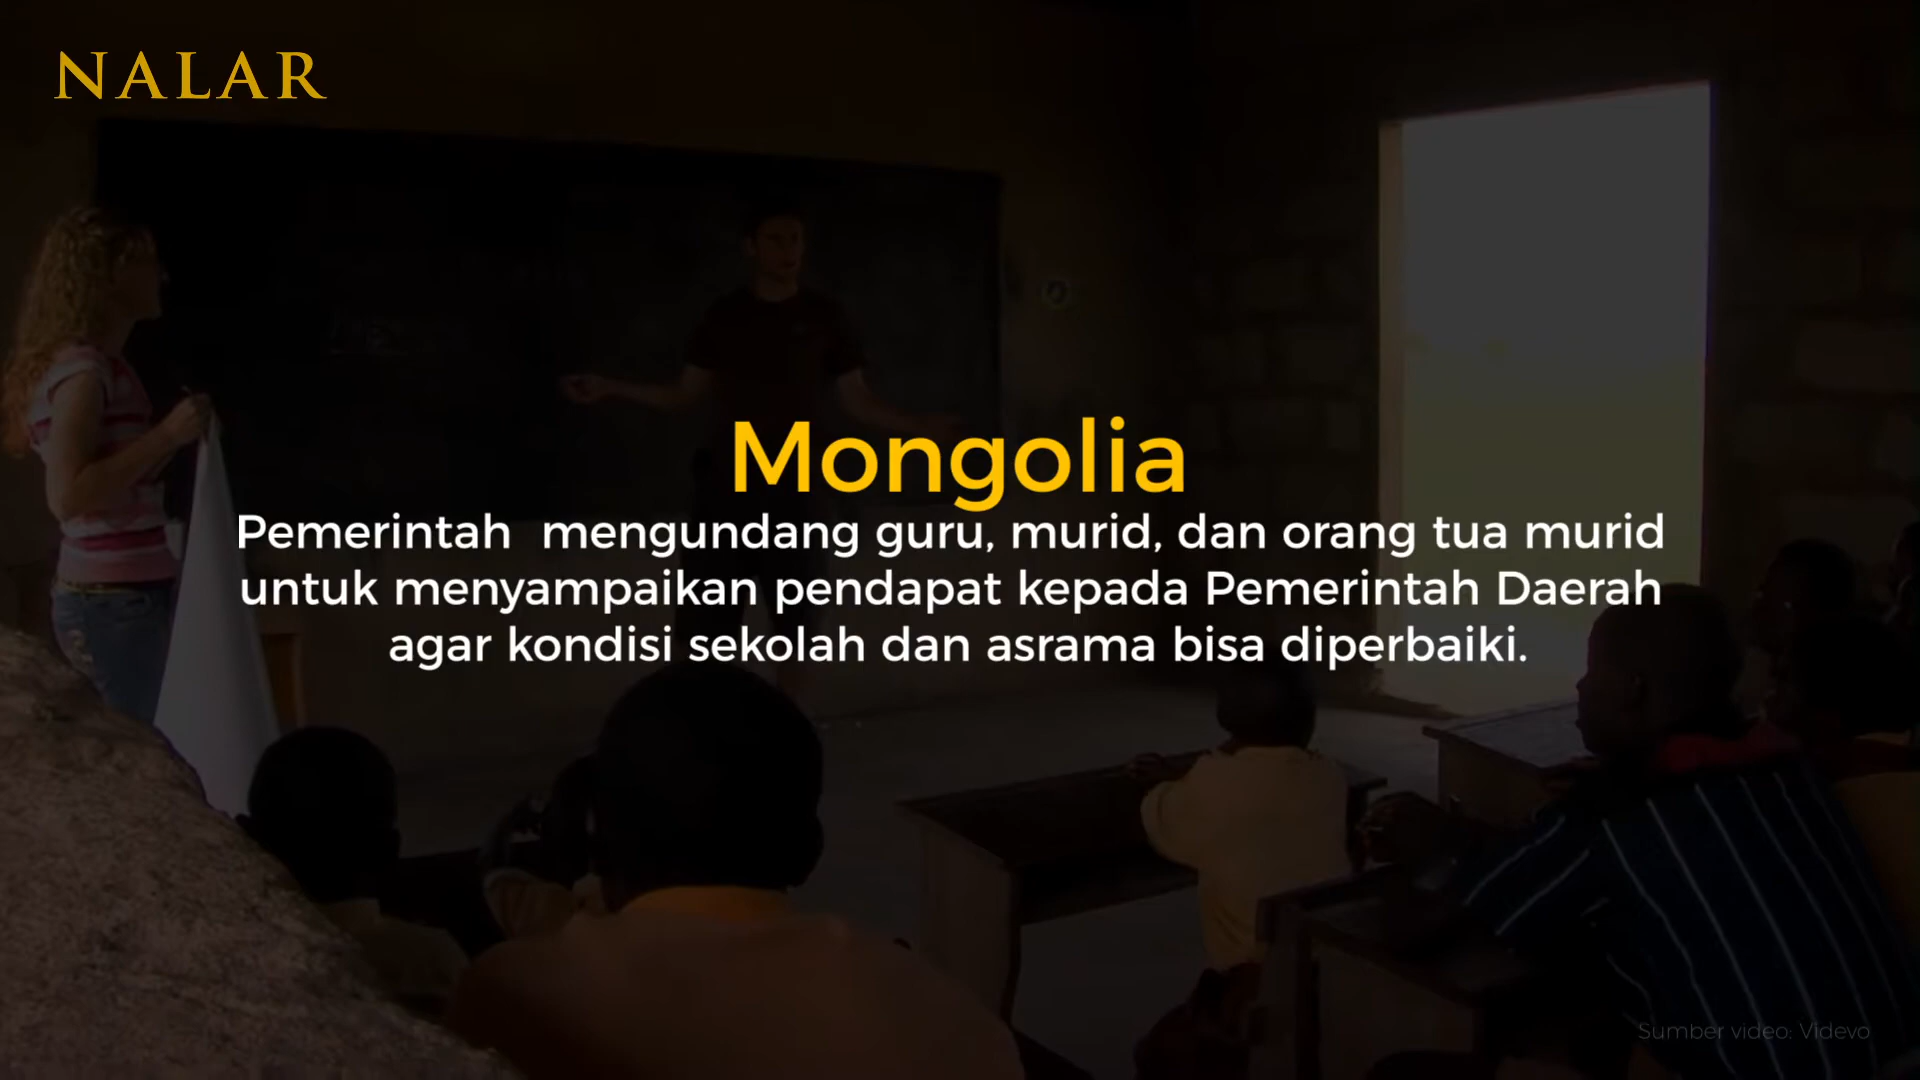 NALAR
Mongolia
Pemerintah  mengundang guru, murid, dan orang tua murid
untuk menyampaikan pendapat kepada Pemerintah Daerah
agar kondisi sekolah dan asrama bisa diperbaiki.
Sumber video: Videvo